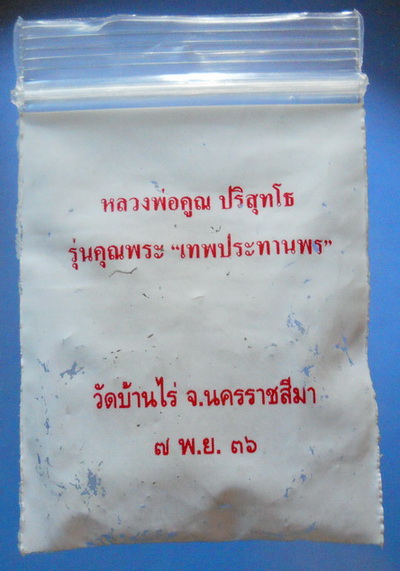 หลวงพ่อคูณ ปริสุทโธ
รุ่นคุณพระ “เทพประทานพร”
วัดบ้านไร่ จ.นครราชสีมา
๗ พ.ย. ๓๖